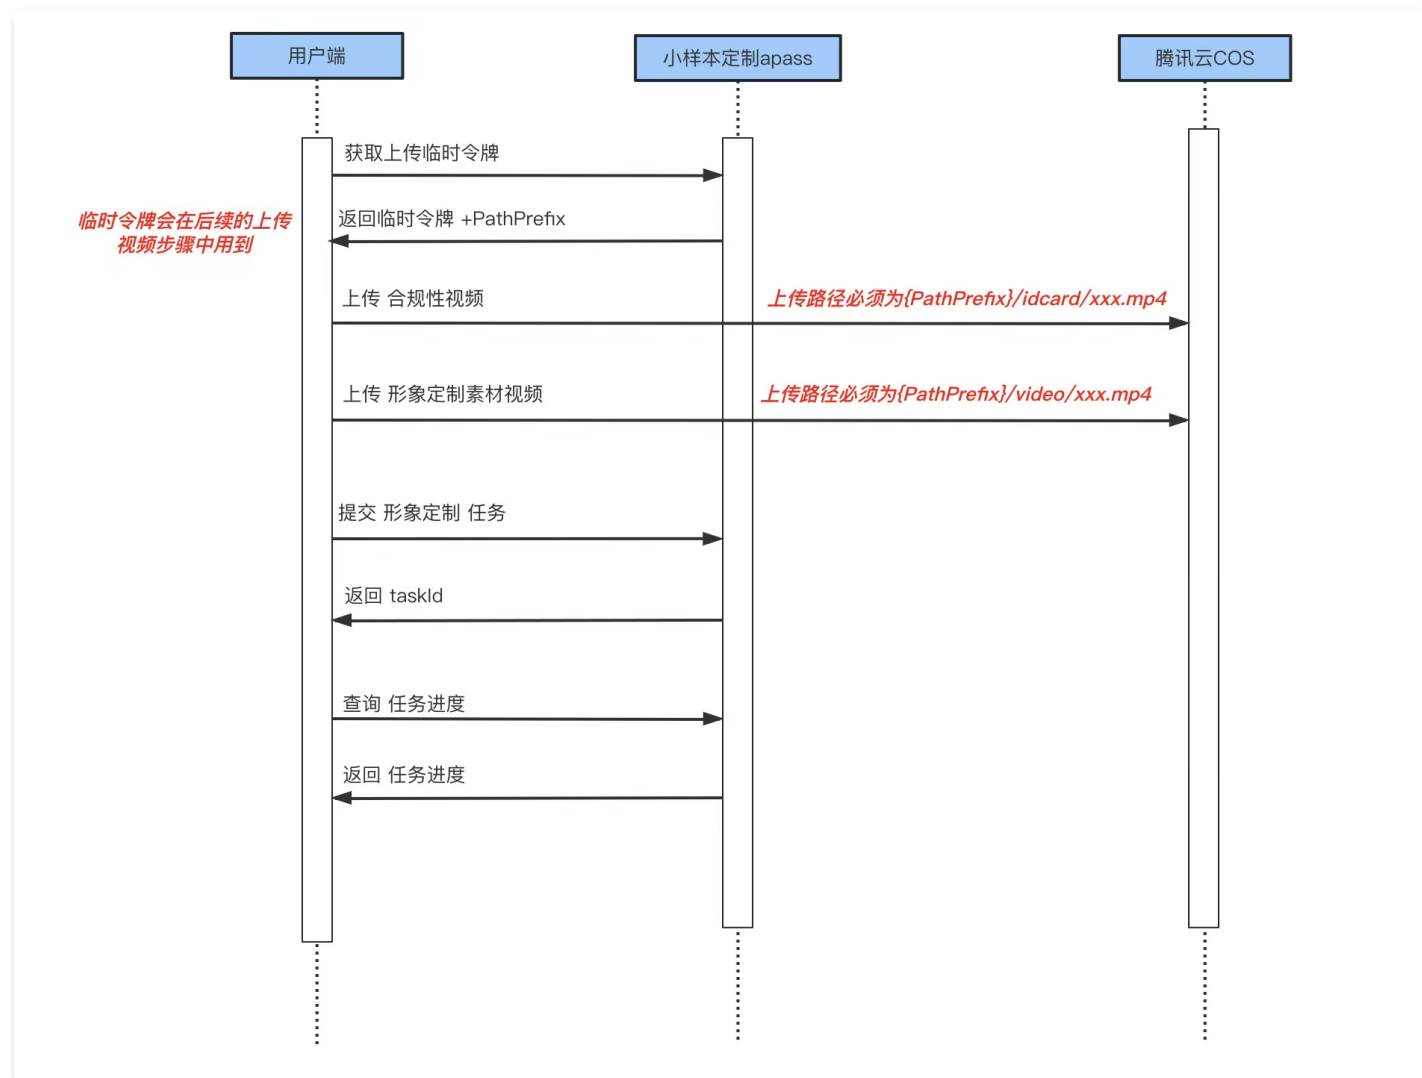 用户端
小样本定制apass
腾讯云COS
获取上传临时令牌
临时令牌会在后续的上传
视频步骤中用到
返回临时令牌 +PathPrefix
上传 合规性视频
上传路径必须为{PathPrefix}/idcard/xxx.mp4
上传 形象定制素材视频
上传路径必须为{PathPrefix}/video/xxx.mp4
提交 形象定制 任务
返回 taskId
查询 任务进度
返回 任务进度